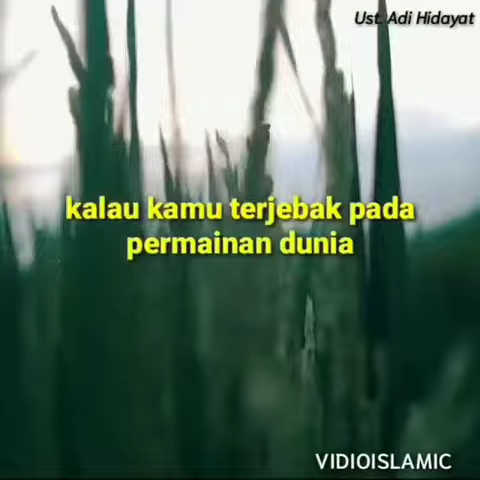 Ust. Adi Hidayat
kalau kamu terjebak pada
permainan dunia
VIDIOISLAMIC